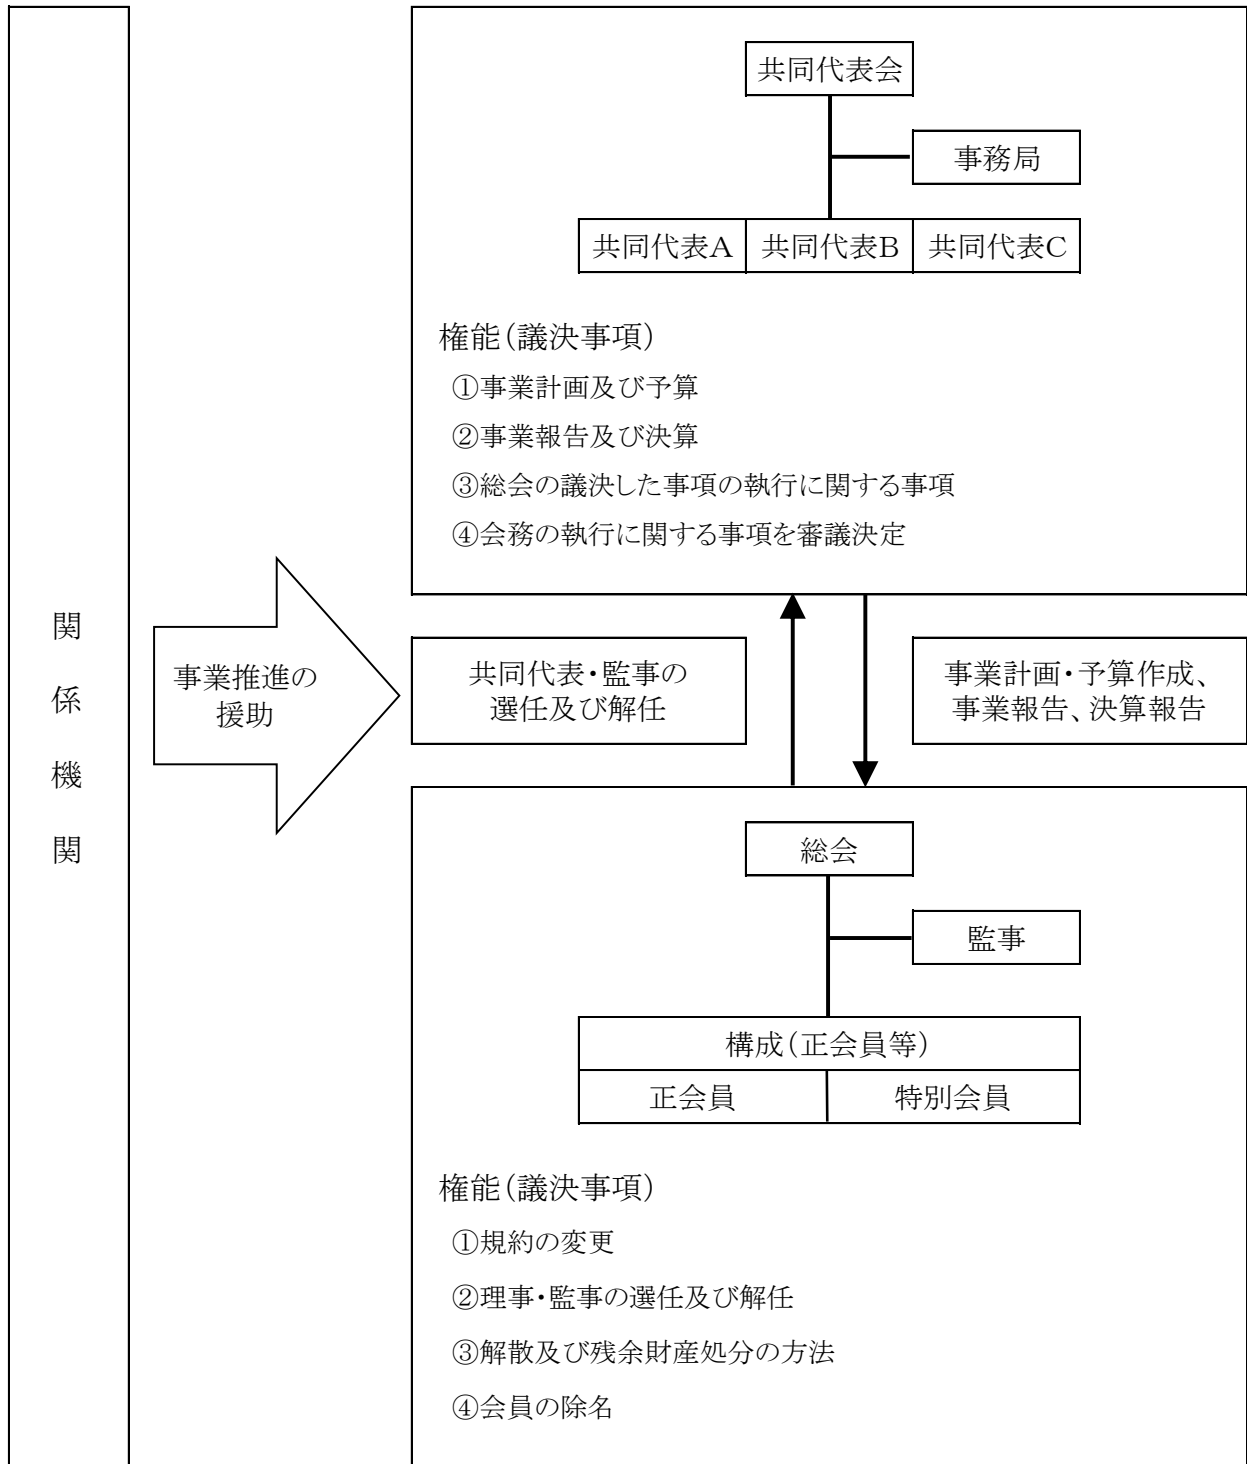 共同代表会
事務局
共同代表A 共同代表B 共同代表C
権能(議決事項)
①事業計画及び予算
②事業報告及び決算
③総会の議決した事項の執行に関する事項
④会務の執行に関する事項を審議決定
関係機関
事業推進の
援助
共同代表・監事の
選任及び解任
事業計画・予算作成、
事業報告、決算報告
総会
監事
構成(正会員等)
正会員 特別会員
権能(議決事項)
①規約の変更
②理事・監事の選任及び解任
③解散及び残余財産処分の方法
④会員の除名